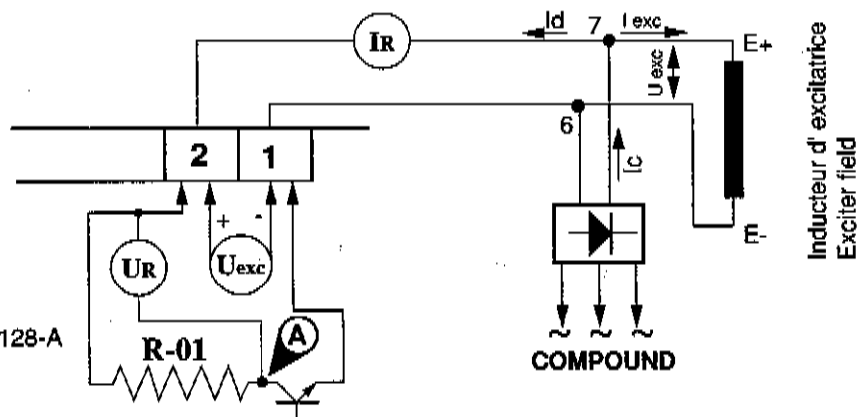 Id 7 I exc
IR
E+
U exc
6
2 1
Ic
+ -
UR
Uexc
E-
Inducteur d' excitatrice
Exciter field
128-A
R-01
A
~ ~ ~
COMPOUND